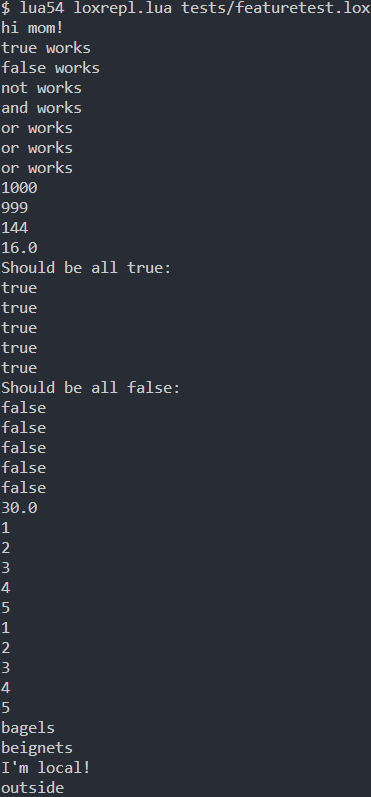 $ lua54 loxrepl.lua tests/featuretest.lox
hi mom!
true works
false works
not works
and works
or works
or works
or works
1000
999
144
16.0
Should be all true:
true
true
true
true
true
Should be all false:
false
false
false
false
false
30.0
1
2
3
4
5
1
2
3
4
5
bagels
beignets
I'm local!
outside